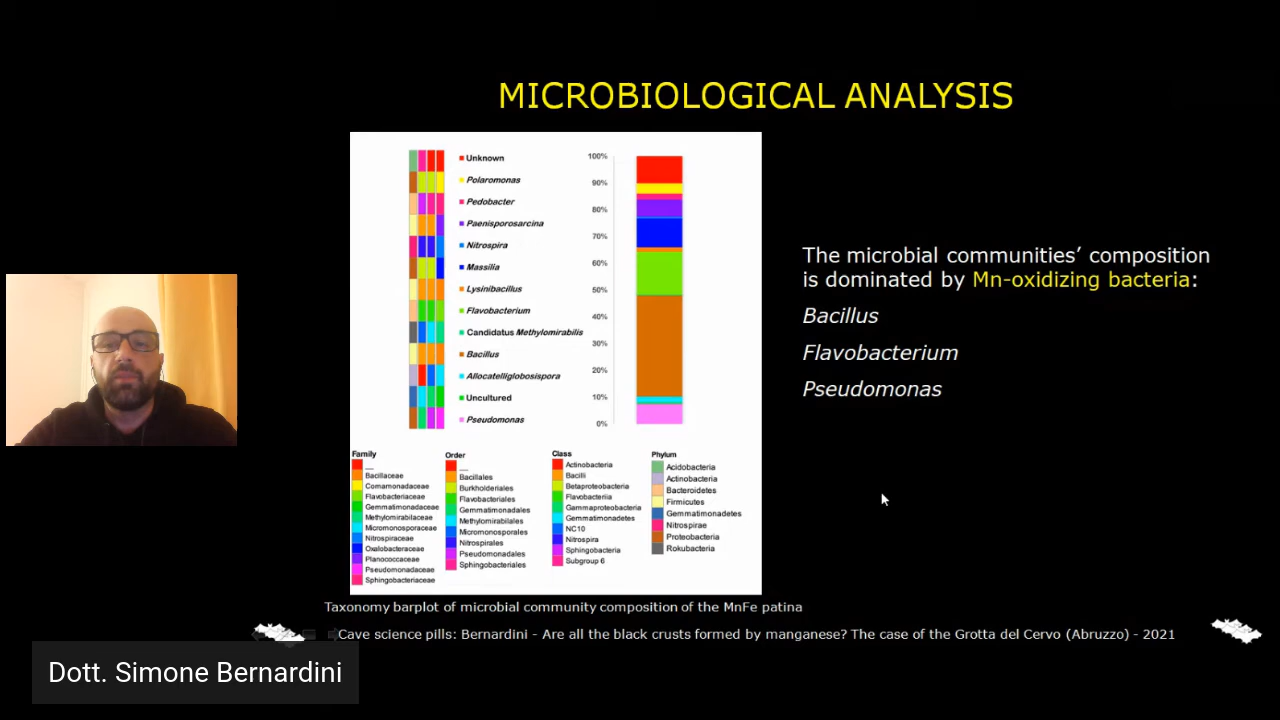 MICROBIOLOGICAL ANALYSIS
Unknown
Polaromonas
Pedobacter
Paenisporosarcina
Nitrospira
Massilia
Lysinibacillus
Flavobacterium
Candidatus Methylomirabilis
Bacillus
Allocatelliglobosispora
Uncultured
Pseudomonas
100%
90%
80%
70%
60%
50%
40%
30%
20%
10%
0%
The microbial communities’ composition
is dominated by Mn-oxidizing bacteria:
Bacillus
Flavobacterium
Pseudomonas
Family
__
Bacillaceae
Comamonadaceae
Flavobacteriaceae
Gemmatimonadaceae
Methylomirabilaceae
Micromonosporaceae
Nitrospiraceae
Oxalobacteraceae
Planococcaceae
Pseudomonadaceae
Sphingobacteriaceae
Order
__
Bacillales
Burkholderiales
Flavobacteriales
Gemmatimonadales
Methylomirabilales
Micromonosporales
Nitrospirales
Pseudomonadales
Sphingobacteriales
Class
Actinobacteria
Bacilli
Betaproteobacteria
Flavobacteriia
Gammaproteobacteria
Gemmatimonadetes
NC10
Nitrospira
Sphingobacteria
Subgroup 6
Phylum
Acidobacteria
Actinobacteria
Bacteroidetes
Firmicutes
Gemmatimonadetes
Nitrospirae
Proteobacteria
Rokubacteria
Taxonomy barplot of microbial community composition of the MnFe patina
Cave science pills: Bernardini - Are all the black crusts formed by manganese? The case of the Grotta del Cervo (Abruzzo) - 2021
Dott. Simone Bernardini